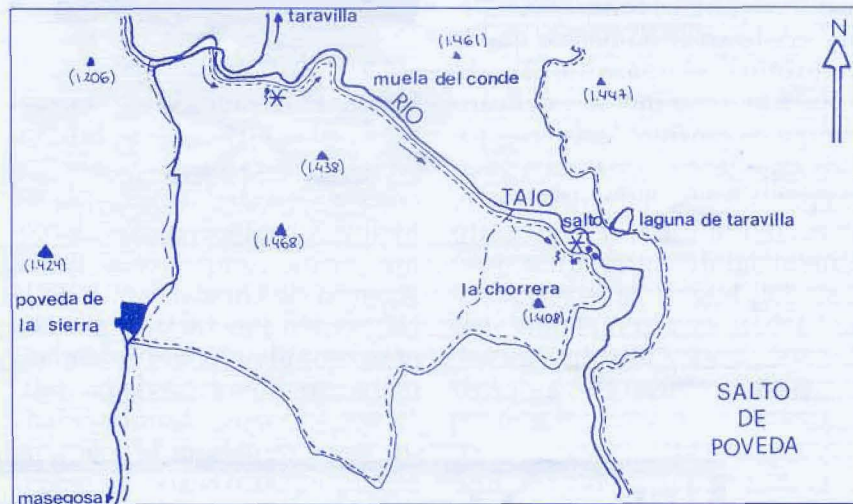 taravilla
N
(1.206)
(1.461)
muela del conde
(1.447)
RIO
(1.438)
TAJO
salto
laguna de taravilla
(1.468)
(1.424)
poveda de
la sierra
la chorrera
(1.408)
SALTO
DE
POVEDA
masegosa